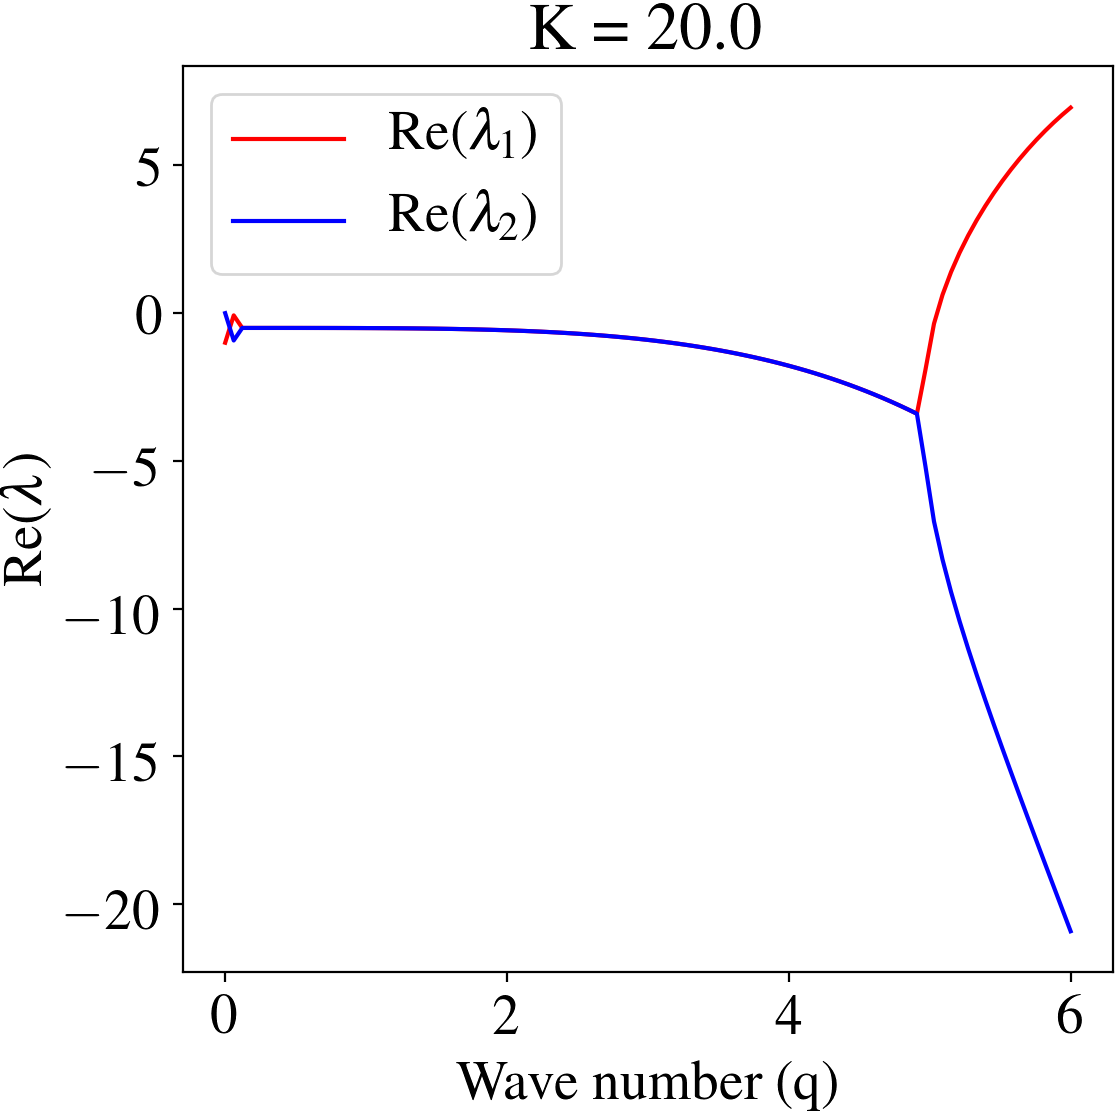 K = 20.0
Re(λ₁)
Re(λ₂)
5
0
−5
−10
−15
−20
Re(λ)
0 2 4 6
Wave number (q)